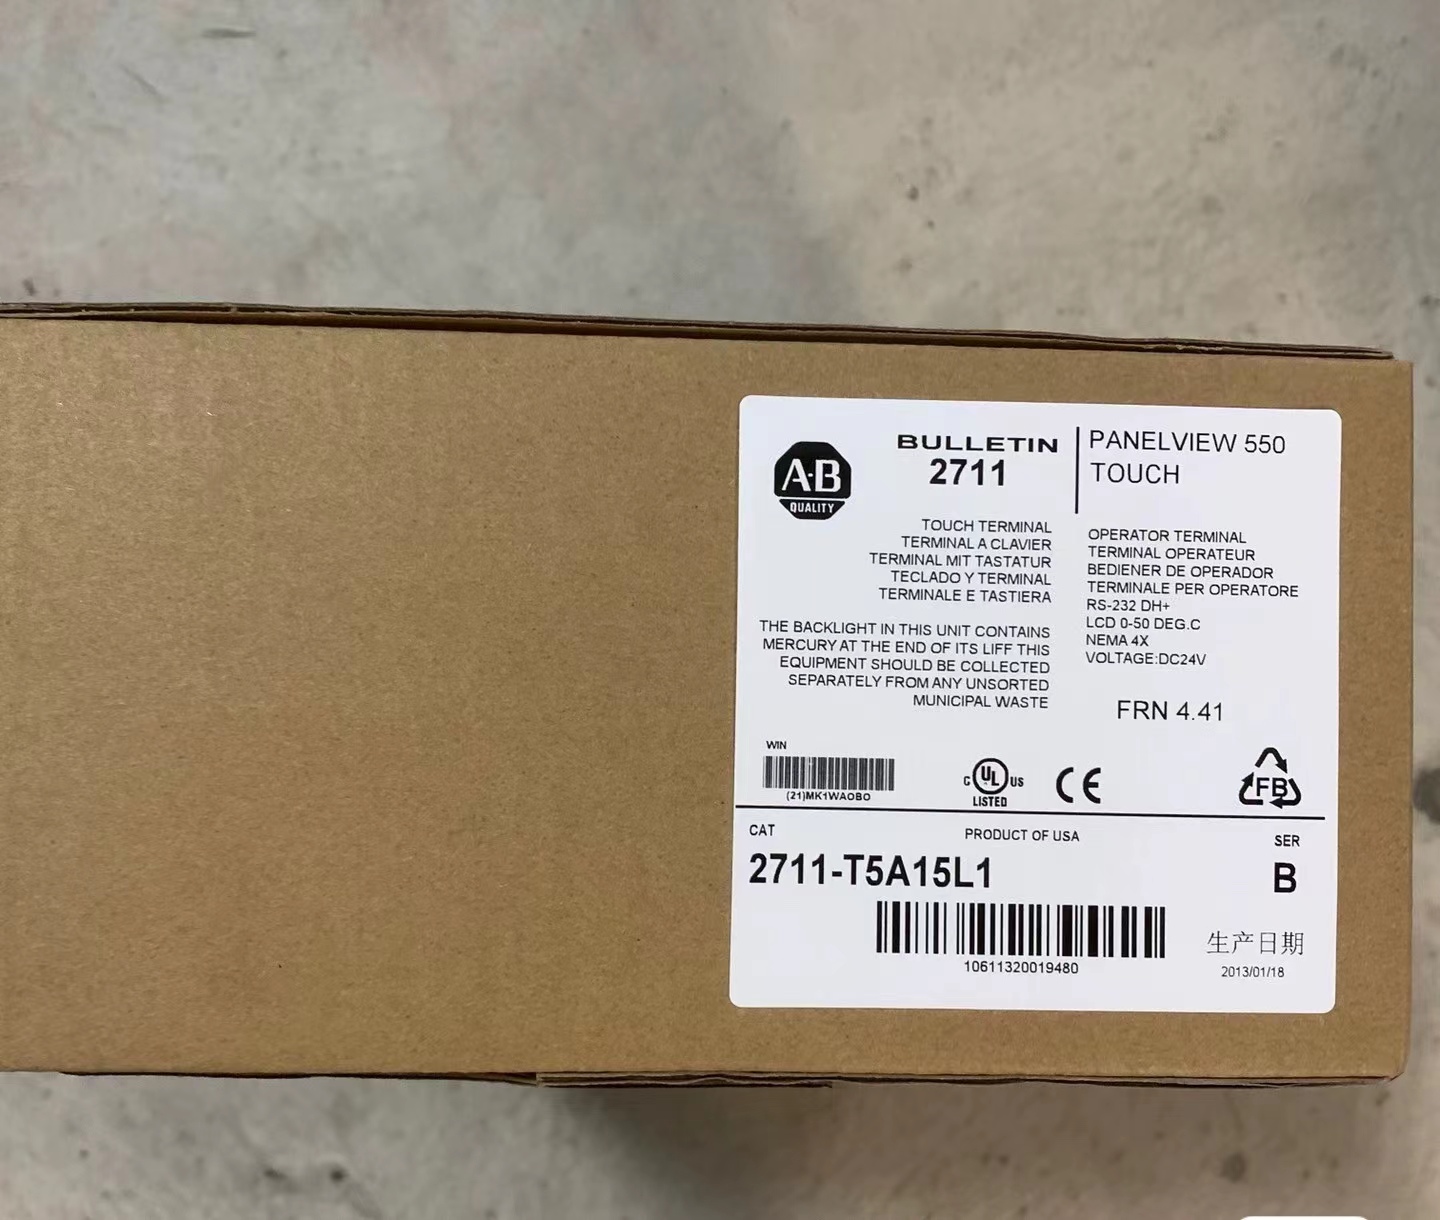 A·B
QUALITY
BULLETIN
2711
PANELVIEW 550
TOUCH
TOUCH TERMINAL
TERMINAL A CLAVIER
TERMINAL MIT TASTATUR
TECLADO Y TERMINAL
TERMINALE E TASTIERA
OPERATOR TERMINAL
TERMINAL OPERATEUR
BEDIENER DE OPERADOR
TERMINALE PER OPERATORE
RS-232 DH+
LCD 0-50 DEG.C
NEMA 4X
VOLTAGE:DC24V
THE BACKLIGHT IN THIS UNIT CONTAINS
MERCURY AT THE END OF ITS LIFF THIS
EQUIPMENT SHOULD BE COLLECTED
SEPARATELY FROM ANY UNSORTED
MUNICIPAL WASTE
FRN 4.41
WIN
(21)MK1WAOBO
C UL US
LISTED
CE
FB
CAT
PRODUCT OF USA
SER
2711-T5A15L1
B
10611320019480
生产日期
2013/01/18